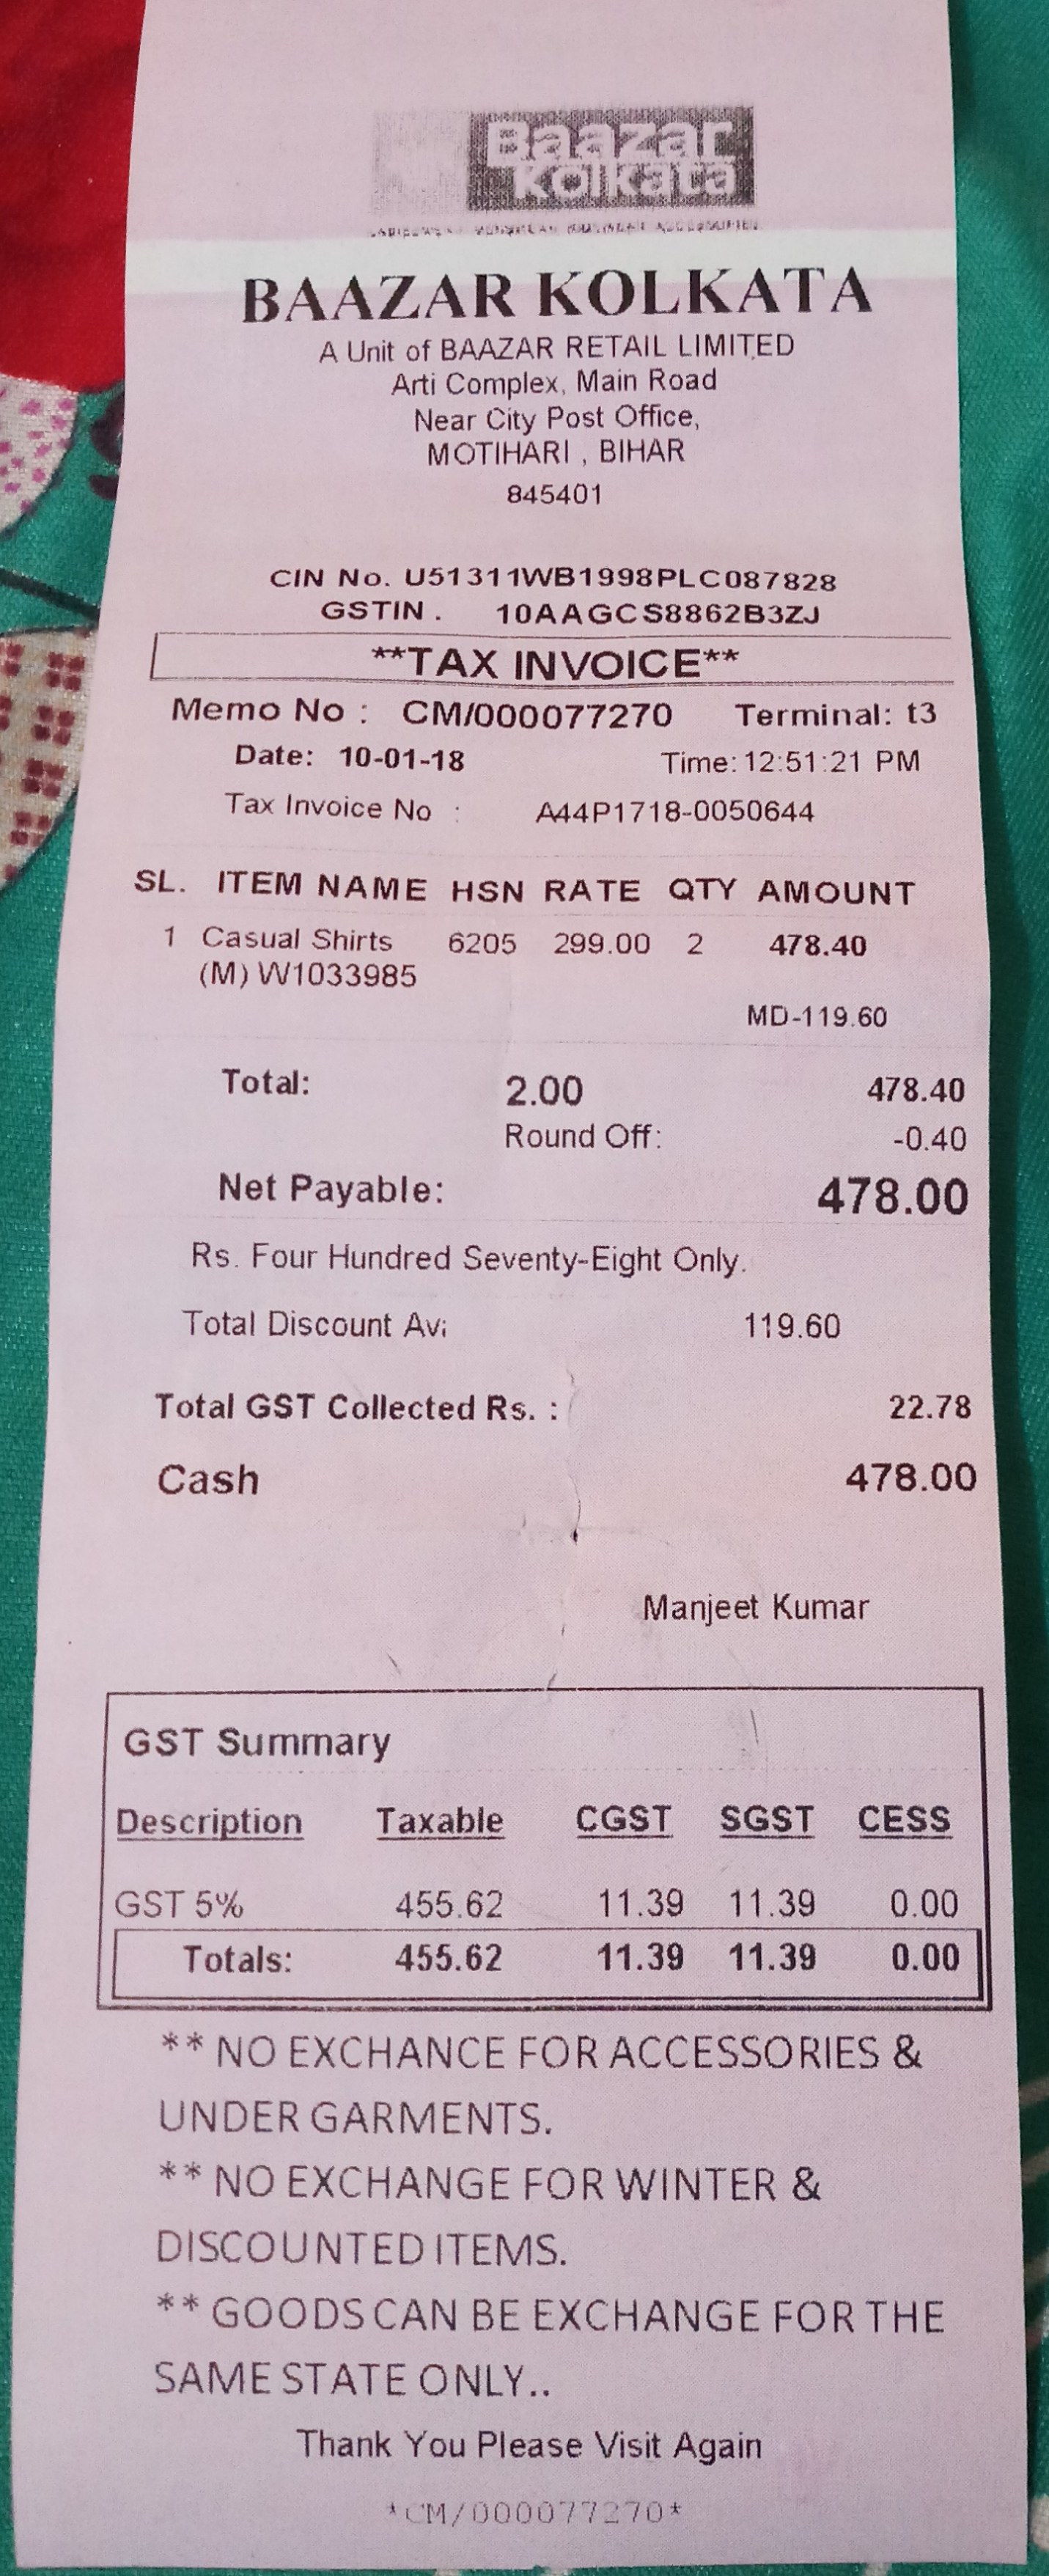 Baazar
Kolkata
BAAZAR KOLKATA
A Unit of BAAZAR RETAIL LIMITED
Arti Complex, Main Road
Near City Post Office,
MOTIHARI , BIHAR
845401
CIN No. U51311WB1998PLC087828
GSTIN . 10AAGCS8862B3ZJ
**TAX INVOICE**
Memo No : CM/000077270 Terminal: t3
Date: 10-01-18 Time: 12:51:21 PM
Tax Invoice No : A44P1718-0050644
SL. ITEM NAME HSN RATE QTY AMOUNT
1 Casual Shirts 6205 299.00 2 478.40
(M) W1033985
MD-119.60
Total: 2.00 478.40
Round Off: -0.40
Net Payable: 478.00
Rs. Four Hundred Seventy-Eight Only.
Total Discount Avi 119.60
Total GST Collected Rs. : 22.78
Cash 478.00
Manjeet Kumar
GST Summary
Description Taxable CGST SGST CESS
GST 5% 455.62 11.39 11.39 0.00
Totals: 455.62 11.39 11.39 0.00
** NO EXCHANCE FOR ACCESSORIES &
UNDER GARMENTS.
** NO EXCHANGE FOR WINTER &
DISCOUNTED ITEMS.
** GOODS CAN BE EXCHANGE FOR THE
SAME STATE ONLY..
Thank You Please Visit Again
*CM/000077270*